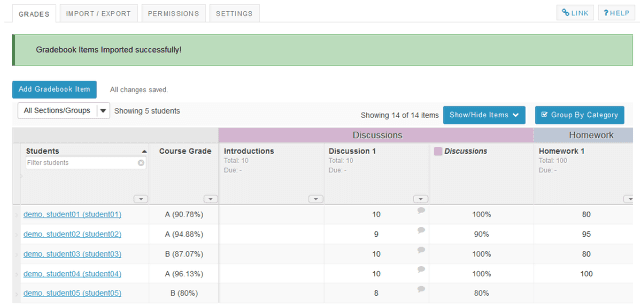 GRADES IMPORT / EXPORT PERMISSIONS SETTINGS LINK ? HELP
Gradebook Items Imported successfully!
Add Gradebook Item All changes saved.
All Sections/Groups Showing 5 students Showing 14 of 14 items Show/Hide Items Group By Category
Discussions Homework
Students Course Grade Introductions Discussion 1 Discussions Homework 1
Filter students Total: 10 Total: 10 Total: 100
Due: - Due: - Due: -
demo, student01 (student01) A (90.78%) 10 100% 80
demo, student02 (student02) A (94.88%) 9 90% 95
demo, student03 (student03) B (87.07%) 10 100% 80
demo, student04 (student04) A (96.13%) 10 100% 100
demo, student05 (student05) B (80%) 8 80%